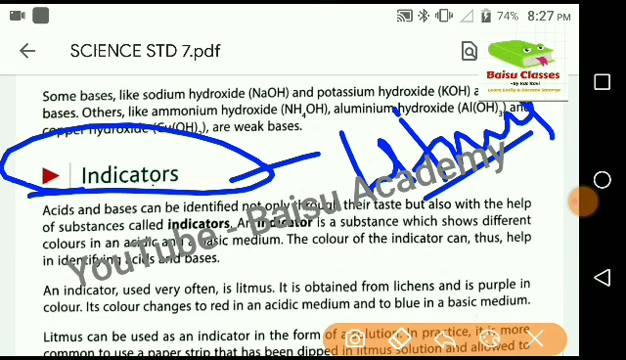 74% 8:27 PM
SCIENCE STD 7.pdf
Baisu Classes
Some bases, like sodium hydroxide (NaOH) and potassium hydroxide (KOH) a
bases. Others, like ammonium hydroxide (NH4OH), aluminium hydroxide (Al(OH)3) and
copper hydroxide (Cu(OH)2), are weak bases.
Indicators
Litmus
Acids and bases can be identified not only through their taste but also with the help
of substances called indicators. An indicator is a substance which shows different
colours in an acidic and a basic medium. The colour of the indicator can, thus, help
in identifying acids and bases.
YouTube - Baisu Academy
An indicator, used very often, is litmus. It is obtained from lichens and is purple in
colour. Its colour changes to red in an acidic medium and to blue in a basic medium.
Litmus can be used as an indicator in the form of a solution. In practice, it is more
common to use a paper strip that has been dipped in litmus solution and allowed to